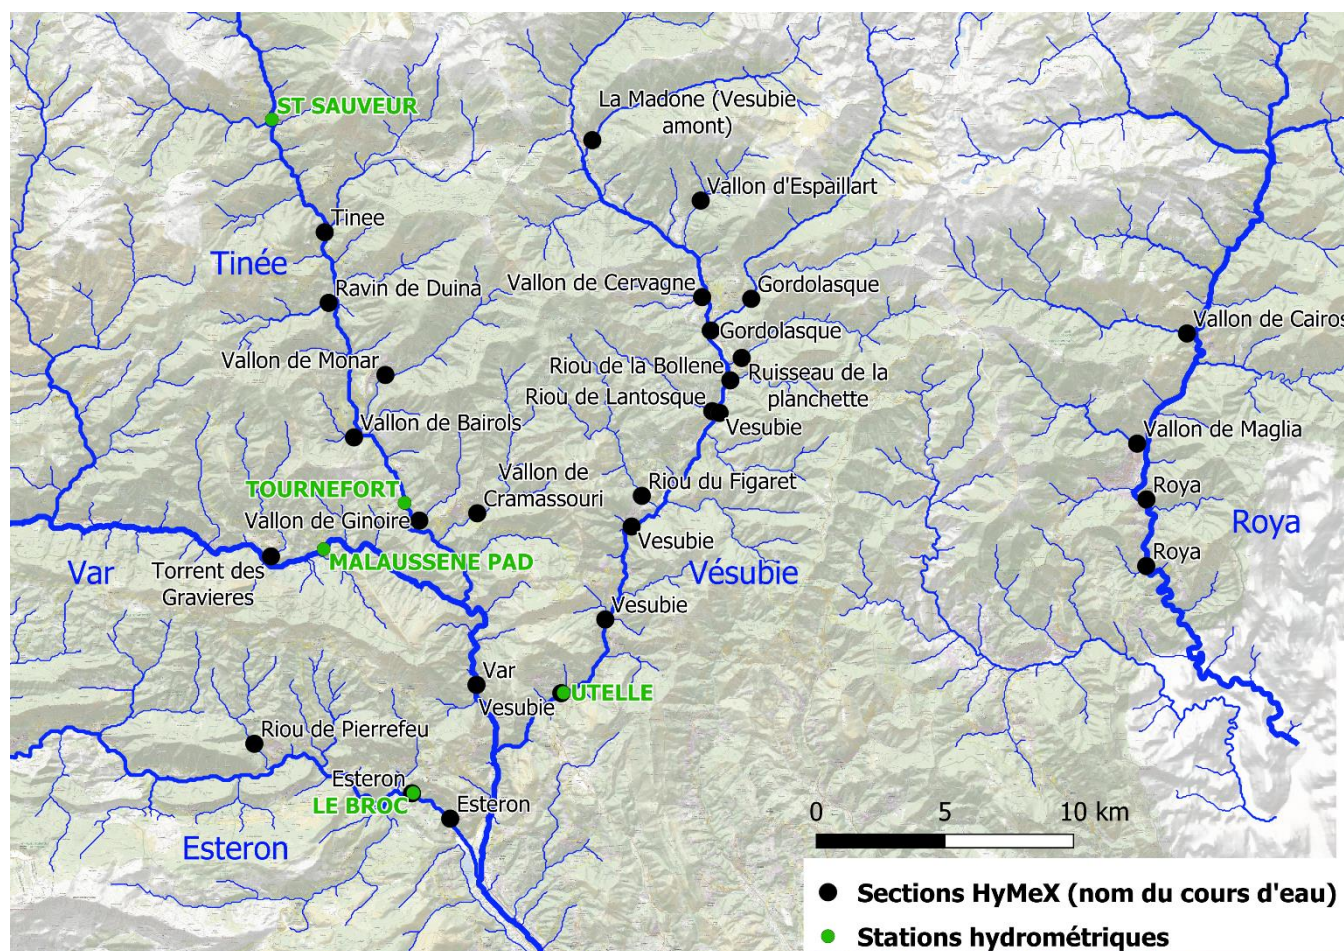 ST SAUVEUR
La Madone (Vesubie
amont)
Vallon d'Espaillart
Tinee
Tinée
Ravin de Duina
Vallon de Cervagne
Gordolasque
Gordolasque
Vallon de Cairos
Vallon de Monar
Riou de la Bollene
Ruisseau de la
planchette
Riou de Lantosque
Vesubie
Vallon de Bairols
Vallon de Maglia
Vallon de
Cramassouri
Riou du Figaret
TOURNEFORT
Vallon de Ginoire
Roya
Roya
Vesubie
MALAUSSENE PAD
Torrent des
Gravieres
Var
Vésubie
Roya
Vesubie
Var
Vesubie
UTELLE
Riou de Pierrefeu
Esteron
LE BROC
Esteron
Esteron
0 5 10 km
Sections HyMeX (nom du cours d'eau)
Stations hydrométriques